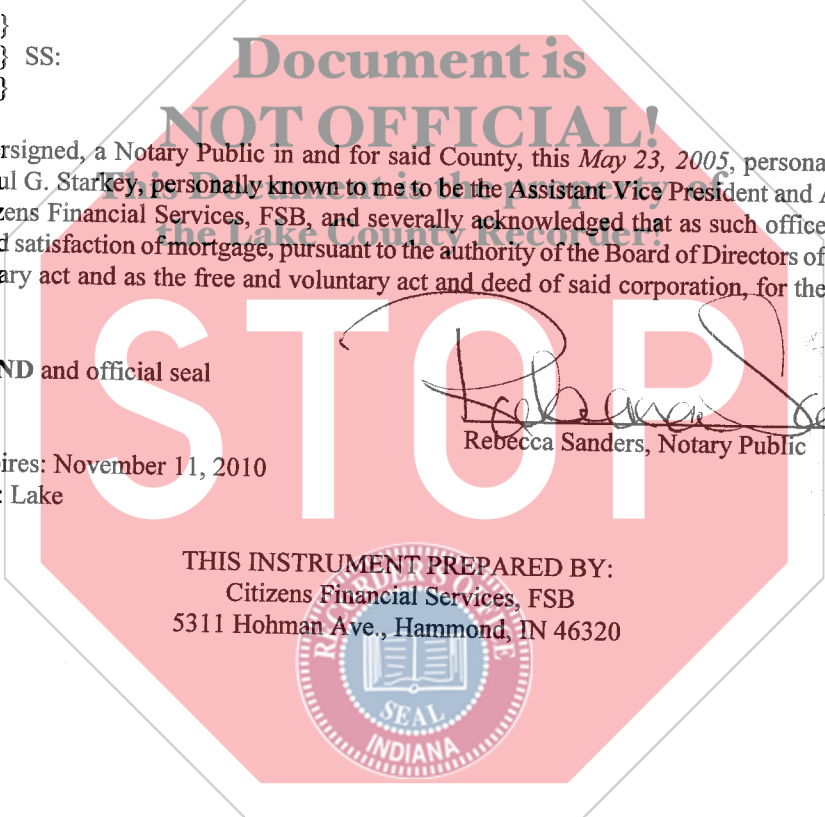 }
} SS:
}
Document is
NOT OFFICIAL!
rsigned, a Notary Public in and for said County, this May 23, 2005, persona
This Document is the property of
ul G. Starkey, personally known to me to be the Assistant Vice President and A
zens Financial Services, FSB, and severally acknowledged that as such office
the Lake County Recorder!
d satisfaction of mortgage, pursuant to the authority of the Board of Directors of
ary act and as the free and voluntary act and deed of said corporation, for the
STOP
ND and official seal
Rebecca Sanders, Notary Public
ires: November 11, 2010
: Lake
THIS INSTRUMENT PREPARED BY:
Citizens Financial Services, FSB
5311 Hohman Ave., Hammond, IN 46320
RECORDER'S OFFICE
SEAL
INDIANA